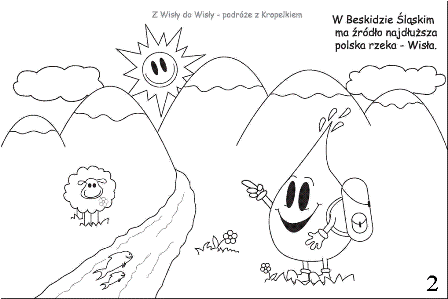 Z Wisły do Wisły - podróże z Kropelkiem
W Beskidzie Śląskim
ma źródło najdłuższa
polska rzeka - Wisła.
2